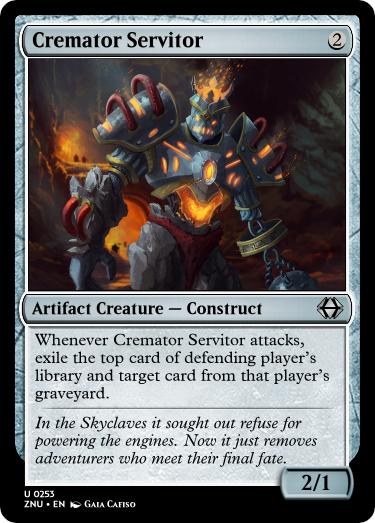 Cremator Servitor 2
Artifact Creature — Construct
Whenever Cremator Servitor attacks,
exile the top card of defending player's
library and target card from that player's
graveyard.
In the Skyclaves it sought out refuse for
powering the engines. Now it just removes
adventurers who meet their final fate.
2/1
U 0253
ZNU • EN Gaia Cafiso